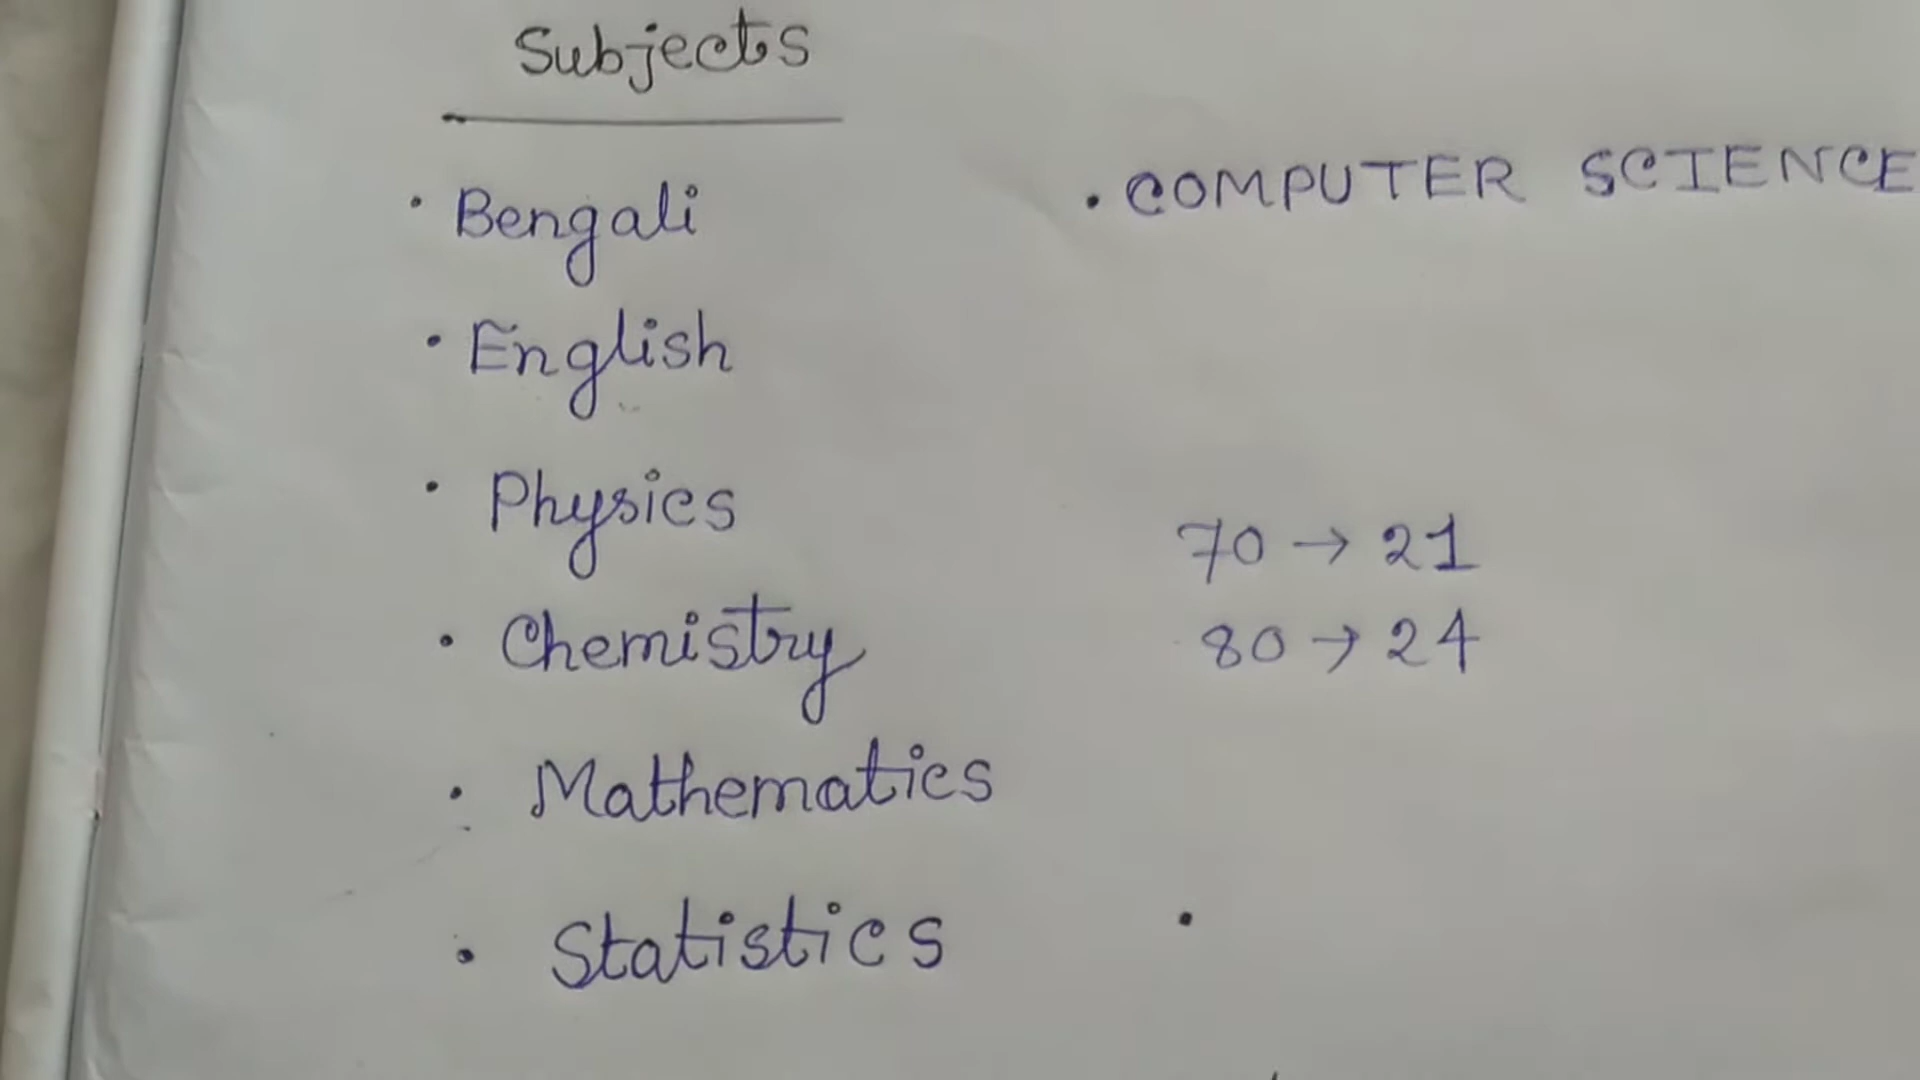 Subjects
• Bengali
• English
• Physics
• Chemistry
• Mathematics
• Statistics
• COMPUTER SCIENCE
70 → 21
80 → 24
•